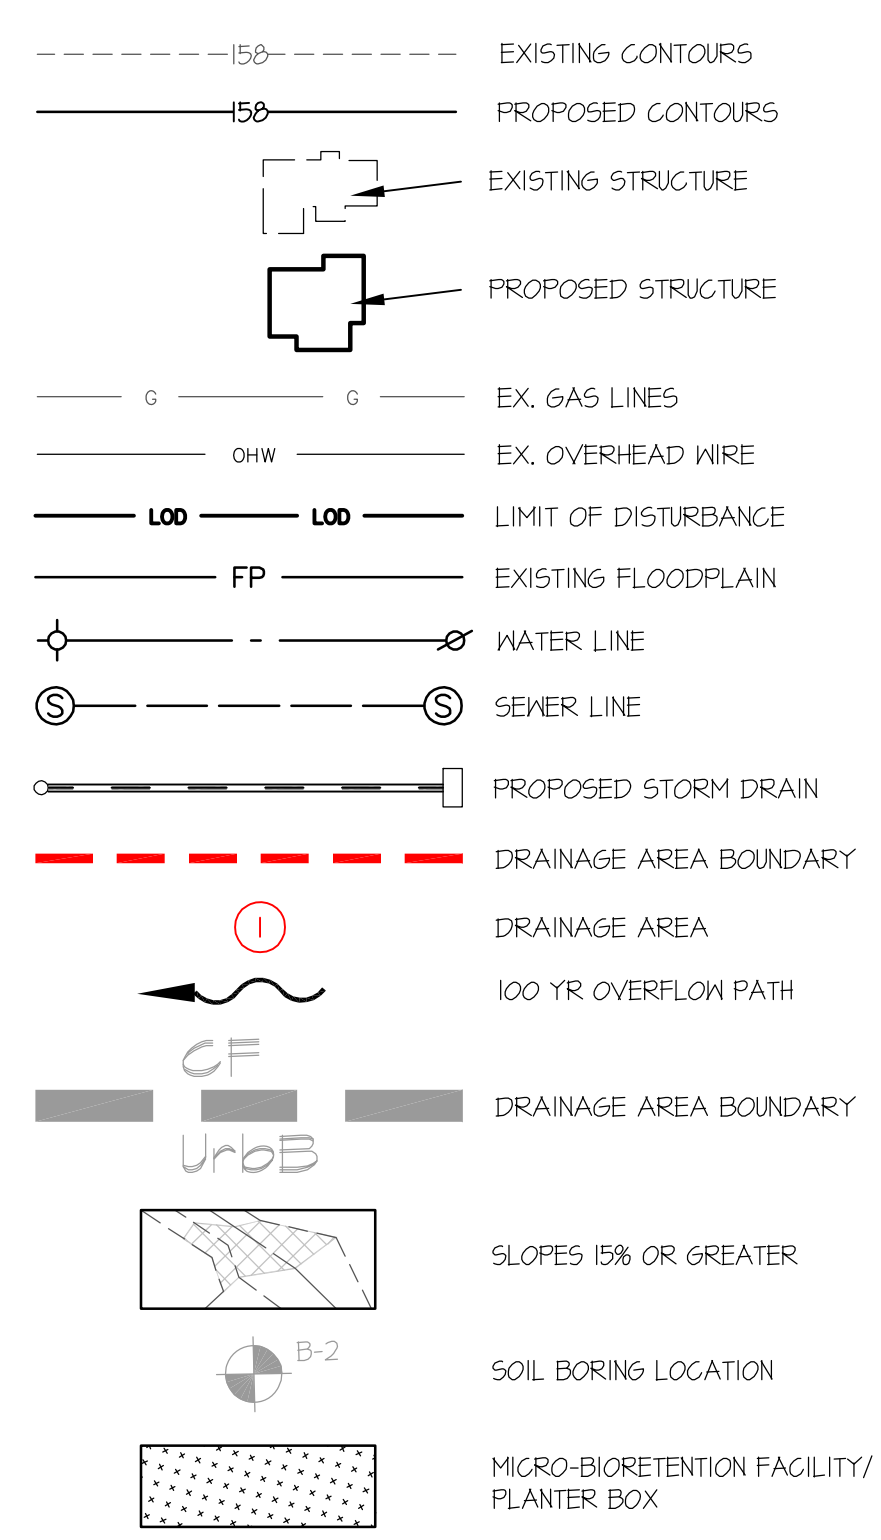 158 EXISTING CONTOURS
158 PROPOSED CONTOURS
EXISTING STRUCTURE
PROPOSED STRUCTURE
G G EX. GAS LINES
OHW EX. OVERHEAD WIRE
LOD LOD LIMIT OF DISTURBANCE
FP EXISTING FLOODPLAIN
WATER LINE
S S SEWER LINE
PROPOSED STORM DRAIN
DRAINAGE AREA BOUNDARY
1 DRAINAGE AREA
100 YR OVERFLOW PATH
CF
DRAINAGE AREA BOUNDARY
UrbB
SLOPES 15% OR GREATER
B-2
SOIL BORING LOCATION
MICRO-BIORETENTION FACILITY/
PLANTER BOX